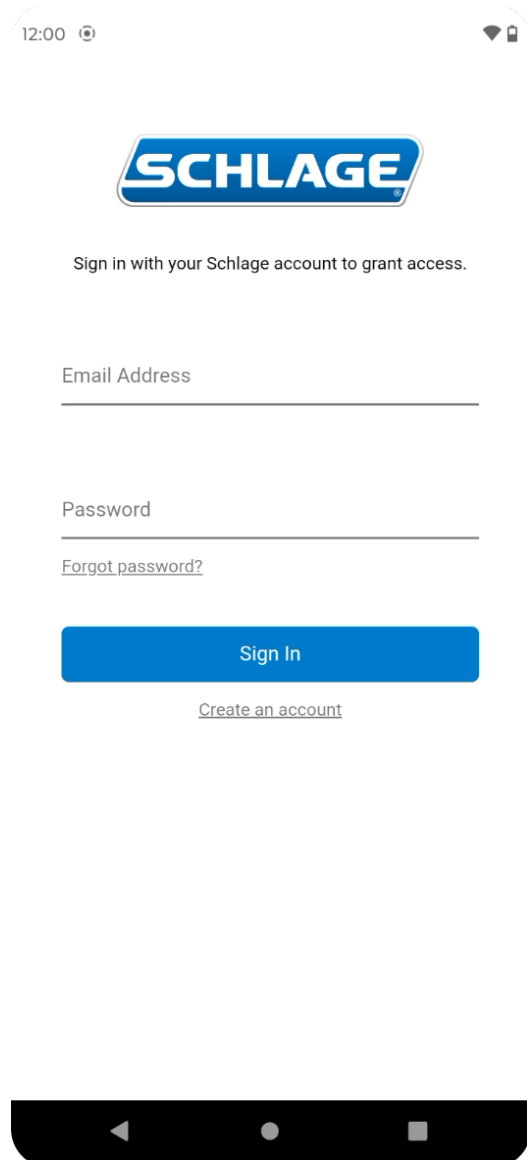 12:00
SCHLAGE
®
Sign in with your Schlage account to grant access.
Email Address
Password
Forgot password?
Sign In
Create an account